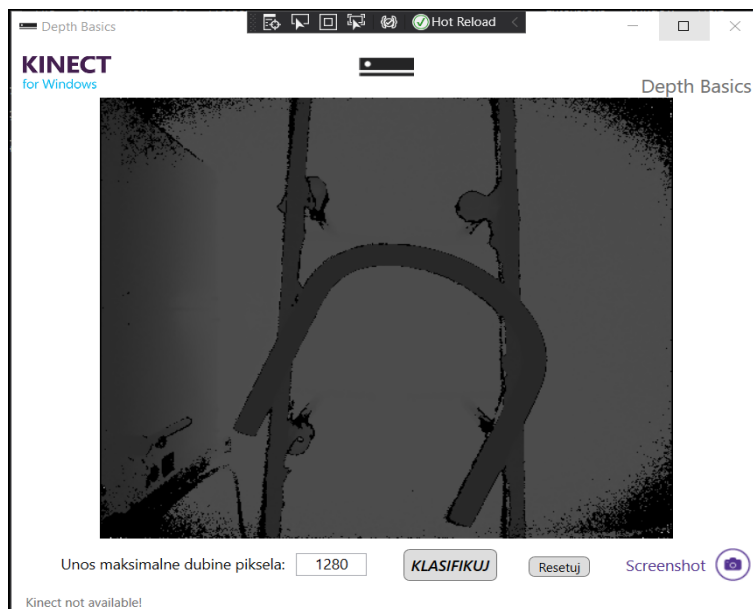 Depth Basics
Hot Reload
KINECT
for Windows
Depth Basics
Unos maksimalne dubine piksela:
1280
KLASIFIKUJ
Resetuj
Screenshot
Kinect not available!